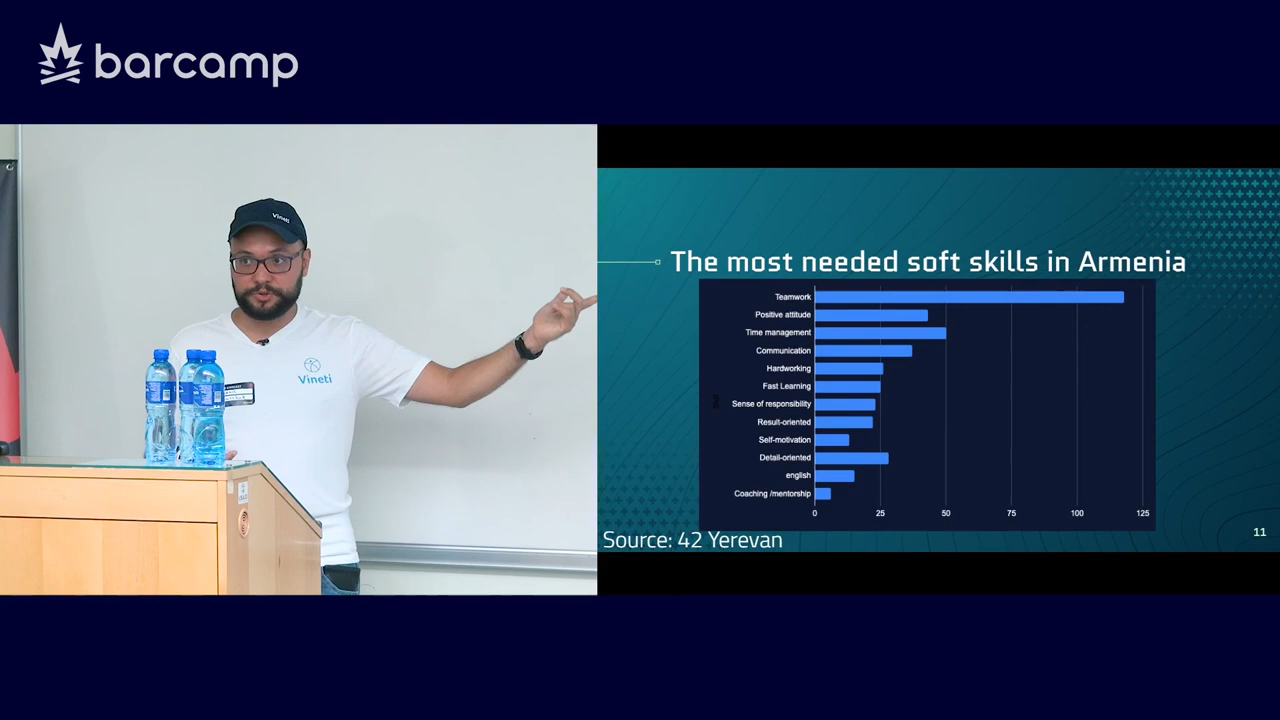 barcamp
Vineti
Vineti
The most needed soft skills in Armenia
Teamwork
Positive attitude
Time management
Communication
Hardworking
Fast Learning
Sense of responsibility
Result-oriented
Self-motivation
Detail-oriented
english
Coaching /mentorship
0 25 50 75 100 125
Source: 42 Yerevan
11